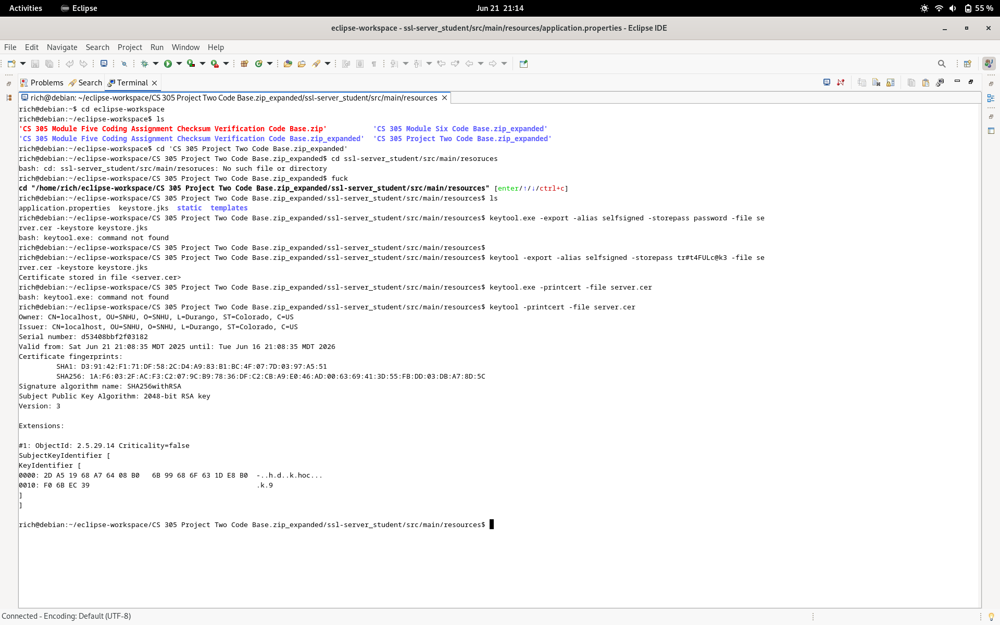 Activities Eclipse Jun 21 21:14 55 %
eclipse-workspace - ssl-server_student/src/main/resources/application.properties - Eclipse IDE
File Edit Navigate Search Project Run Window Help
Problems Search Terminal
rich@debian: ~/eclipse-workspace/CS 305 Project Two Code Base.zip_expanded/ssl-server_student/src/main/resources
rich@debian:~$ cd eclipse-workspace
rich@debian:~/eclipse-workspace$ ls
'CS 305 Module Five Coding Assignment Checksum Verification Code Base.zip' 'CS 305 Module Six Code Base.zip_expanded'
'CS 305 Module Five Coding Assignment Checksum Verification Code Base.zip_expanded' 'CS 305 Project Two Code Base.zip_expanded'
rich@debian:~/eclipse-workspace$ cd 'CS 305 Project Two Code Base.zip_expanded'
rich@debian:~/eclipse-workspace/CS 305 Project Two Code Base.zip_expanded$ cd ssl-server_student/src/main/resoruces
bash: cd: ssl-server_student/src/main/resoruces: No such file or directory
rich@debian:~/eclipse-workspace/CS 305 Project Two Code Base.zip_expanded$ fuck
cd "/home/rich/eclipse-workspace/CS 305 Project Two Code Base.zip_expanded/ssl-server_student/src/main/resources" [enter/↑/↓/ctrl+c]
rich@debian:~/eclipse-workspace/CS 305 Project Two Code Base.zip_expanded/ssl-server_student/src/main/resources$ ls
application.properties keystore.jks static templates
rich@debian:~/eclipse-workspace/CS 305 Project Two Code Base.zip_expanded/ssl-server_student/src/main/resources$ keytool.exe -export -alias selfsigned -storepass password -file se
rver.cer -keystore keystore.jks
bash: keytool.exe: command not found
rich@debian:~/eclipse-workspace/CS 305 Project Two Code Base.zip_expanded/ssl-server_student/src/main/resources$
rich@debian:~/eclipse-workspace/CS 305 Project Two Code Base.zip_expanded/ssl-server_student/src/main/resources$ keytool -export -alias selfsigned -storepass tr#t4FULc@k3 -file se
rver.cer -keystore keystore.jks
Certificate stored in file <server.cer>
rich@debian:~/eclipse-workspace/CS 305 Project Two Code Base.zip_expanded/ssl-server_student/src/main/resources$ keytool.exe -printcert -file server.cer
bash: keytool.exe: command not found
rich@debian:~/eclipse-workspace/CS 305 Project Two Code Base.zip_expanded/ssl-server_student/src/main/resources$ keytool -printcert -file server.cer
Owner: CN=localhost, OU=SNHU, O=SNHU, L=Durango, ST=Colorado, C=US
Issuer: CN=localhost, OU=SNHU, O=SNHU, L=Durango, ST=Colorado, C=US
Serial number: d53408bbf2f03182
Valid from: Sat Jun 21 21:08:35 MDT 2025 until: Tue Jun 16 21:08:35 MDT 2026
Certificate fingerprints:
SHA1: D3:91:42:F1:71:DF:58:2C:D4:A9:83:B1:BC:4F:07:7D:03:97:A5:51
SHA256: 1A:F6:03:2F:AC:F3:C2:07:9C:B9:78:36:DF:C2:CB:A9:E0:46:AD:00:63:69:41:3D:55:FB:DD:03:DB:A7:8D:5C
Signature algorithm name: SHA256withRSA
Subject Public Key Algorithm: 2048-bit RSA key
Version: 3
Extensions:
#1: ObjectId: 2.5.29.14 Criticality=false
SubjectKeyIdentifier [
KeyIdentifier [
0000: 2D A5 19 68 A7 64 08 B0 6B 99 68 6F 63 1D E8 B0 -..h.d..k.hoc...
0010: F0 6B EC 39 .k.9
]
]
rich@debian:~/eclipse-workspace/CS 305 Project Two Code Base.zip_expanded/ssl-server_student/src/main/resources$
Connected - Encoding: Default (UTF-8)